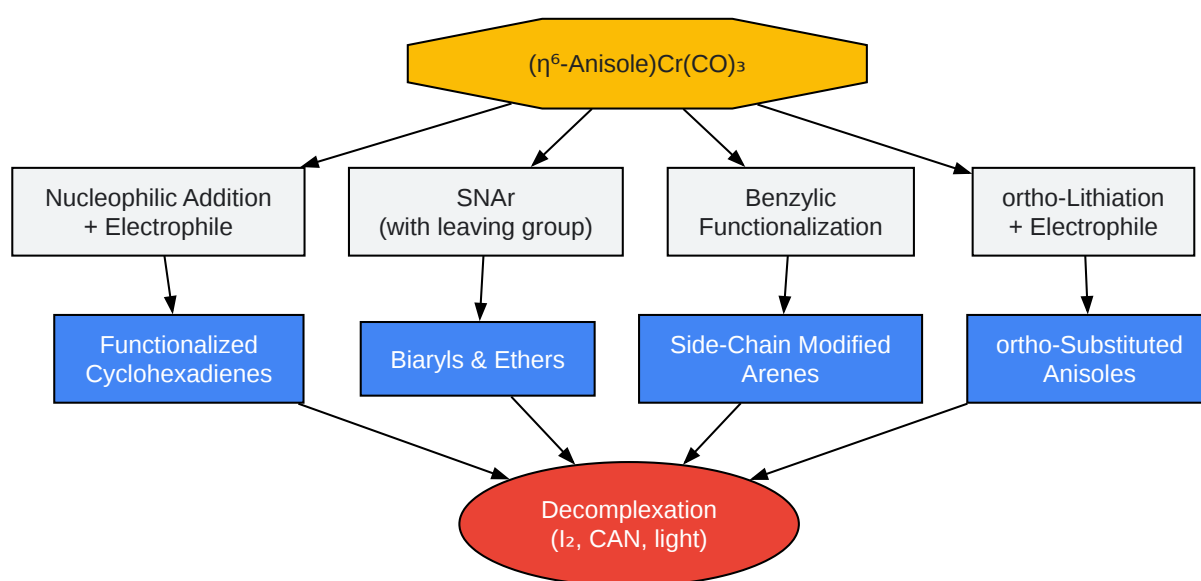 (η⁶-Anisole)Cr(CO)₃
Nucleophilic Addition
+ Electrophile
SNAr
(with leaving group)
Benzylic
Functionalization
ortho-Lithiation
+ Electrophile
Functionalized
Cyclohexadienes
Biaryls & Ethers
Side-Chain Modified
Arenes
ortho-Substituted
Anisoles
Decomplexation
(I₂, CAN, light)